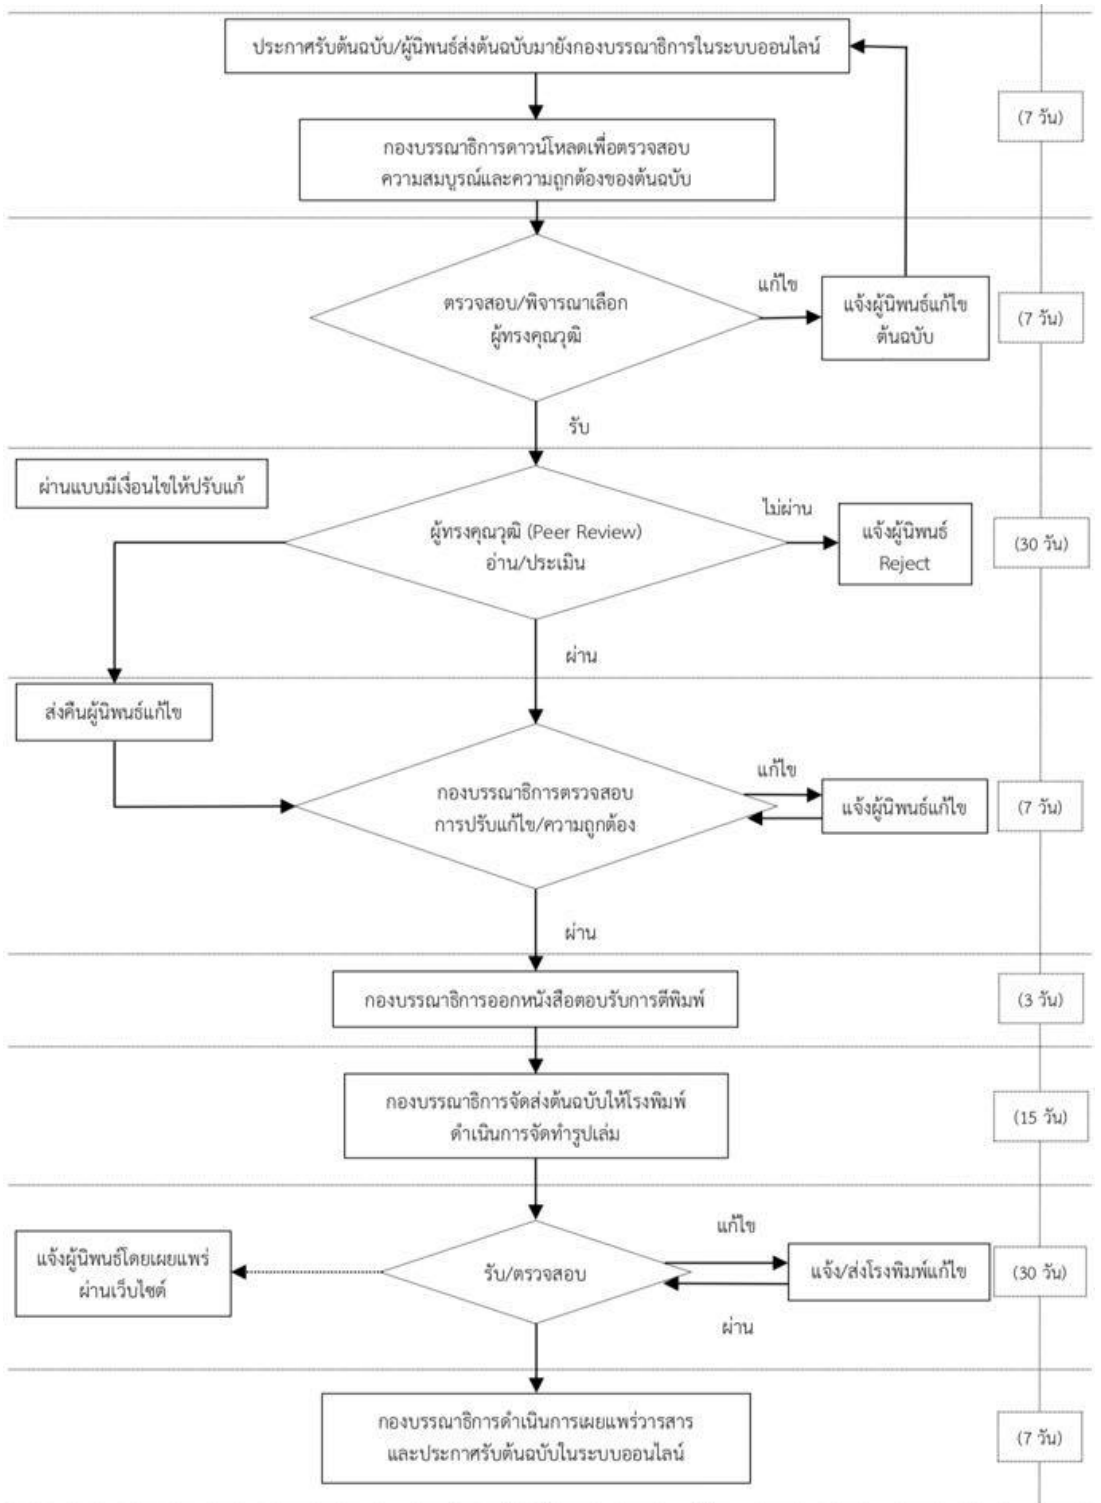 ประกาศรับต้นฉบับ/ผู้นิพนธ์ส่งต้นฉบับมายังกองบรรณาธิการในระบบออนไลน์
(7 วัน)
กองบรรณาธิการดาวน์โหลดเพื่อตรวจสอบ
ความสมบูรณ์และความถูกต้องของต้นฉบับ
ตรวจสอบ/พิจารณาเลือก
ผู้ทรงคุณวุฒิ
แก้ไข
แจ้งผู้นิพนธ์แก้ไข
ต้นฉบับ
(7 วัน)
รับ
ผ่านแบบมีเงื่อนไขให้ปรับแก้
ผู้ทรงคุณวุฒิ (Peer Review)
อ่าน/ประเมิน
ไม่ผ่าน
แจ้งผู้นิพนธ์
Reject
(30 วัน)
ผ่าน
ส่งคืนผู้นิพนธ์แก้ไข
กองบรรณาธิการตรวจสอบ
การปรับแก้ไข/ความถูกต้อง
แก้ไข
แจ้งผู้นิพนธ์แก้ไข
(7 วัน)
ผ่าน
กองบรรณาธิการออกหนังสือตอบรับการตีพิมพ์
(3 วัน)
กองบรรณาธิการจัดส่งต้นฉบับให้โรงพิมพ์
ดำเนินการจัดทำรูปเล่ม
(15 วัน)
แจ้งผู้นิพนธ์โดยเผยแพร่
ผ่านเว็บไซต์
รับ/ตรวจสอบ
แก้ไข
แจ้ง/ส่งโรงพิมพ์แก้ไข
(30 วัน)
ผ่าน
กองบรรณาธิการดำเนินการเผยแพร่วารสาร
และประกาศรับต้นฉบับในระบบออนไลน์
(7 วัน)